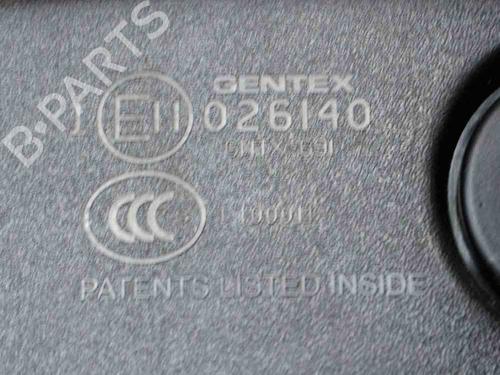 B-PARTS
GENTEX
I E11 026140
CCC
PATENTS LISTED INSIDE